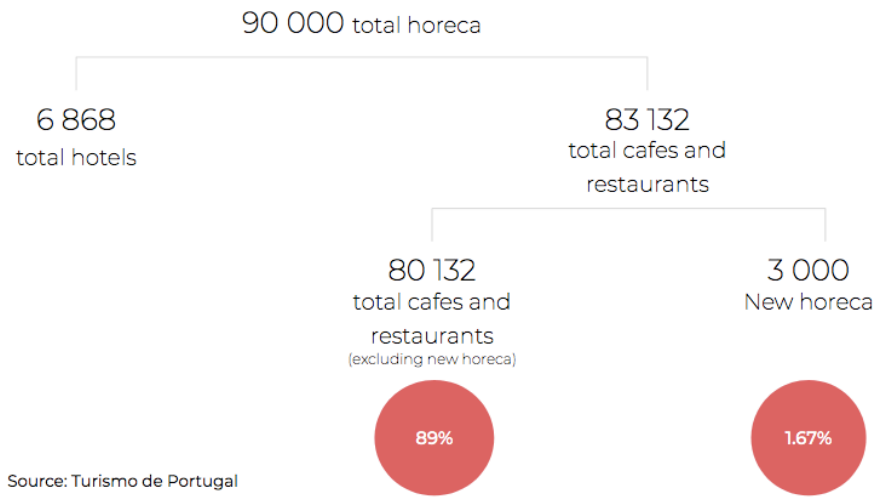 90 000 total horeca
6 868
total hotels
83 132
total cafes and
restaurants
80 132
total cafes and
restaurants
(excluding new horeca)
3 000
New horeca
89%
1.67%
Source: Turismo de Portugal